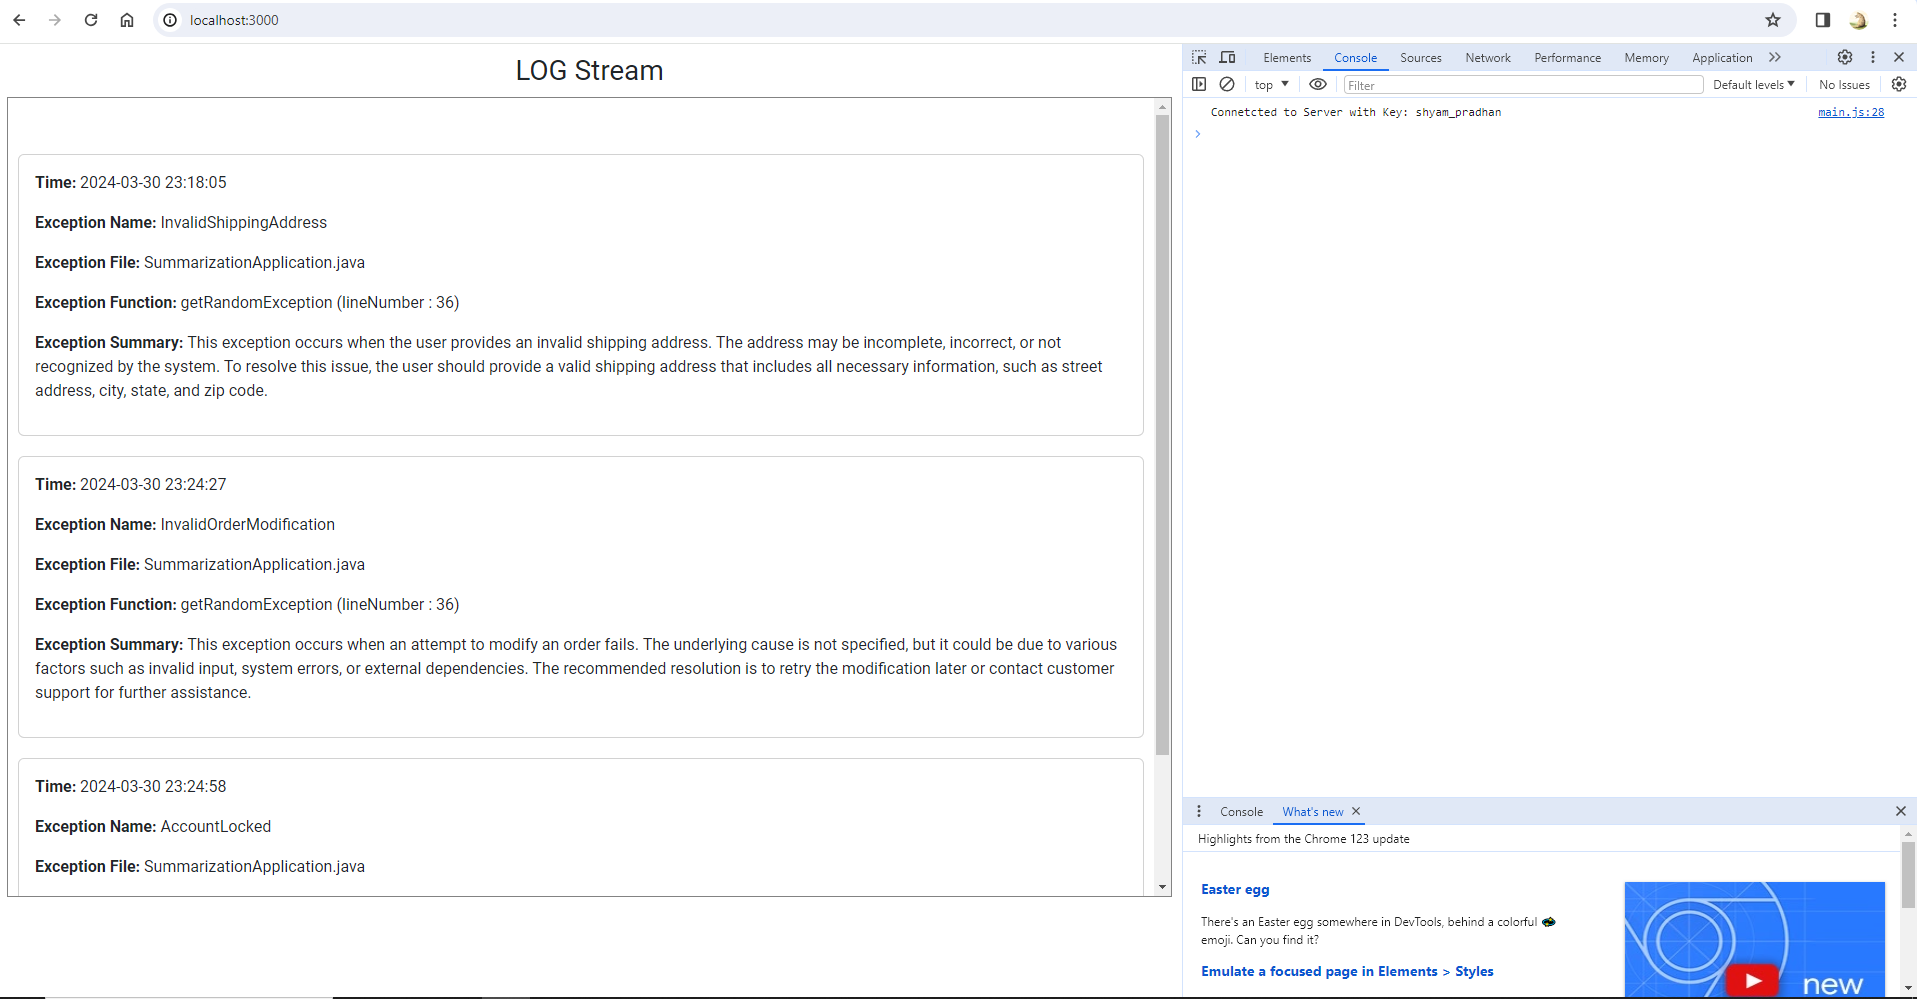 localhost:3000
LOG Stream
Time: 2024-03-30 23:18:05
Exception Name: InvalidShippingAddress
Exception File: SummarizationApplication.java
Exception Function: getRandomException (lineNumber : 36)
Exception Summary: This exception occurs when the user provides an invalid shipping address. The address may be incomplete, incorrect, or not
recognized by the system. To resolve this issue, the user should provide a valid shipping address that includes all necessary information, such as street
address, city, state, and zip code.
Time: 2024-03-30 23:24:27
Exception Name: InvalidOrderModification
Exception File: SummarizationApplication.java
Exception Function: getRandomException (lineNumber : 36)
Exception Summary: This exception occurs when an attempt to modify an order fails. The underlying cause is not specified, but it could be due to various
factors such as invalid input, system errors, or external dependencies. The recommended resolution is to retry the modification later or contact customer
support for further assistance.
Time: 2024-03-30 23:24:58
Exception Name: AccountLocked
Exception File: SummarizationApplication.java
Elements Console Sources Network Performance Memory Application
top Filter Default levels No Issues
Connetcted to Server with Key: shyam_pradhan main.js:28
Console What's new
Highlights from the Chrome 123 update
Easter egg
There's an Easter egg somewhere in DevTools, behind a colorful
emoji. Can you find it?
Emulate a focused page in Elements > Styles
new